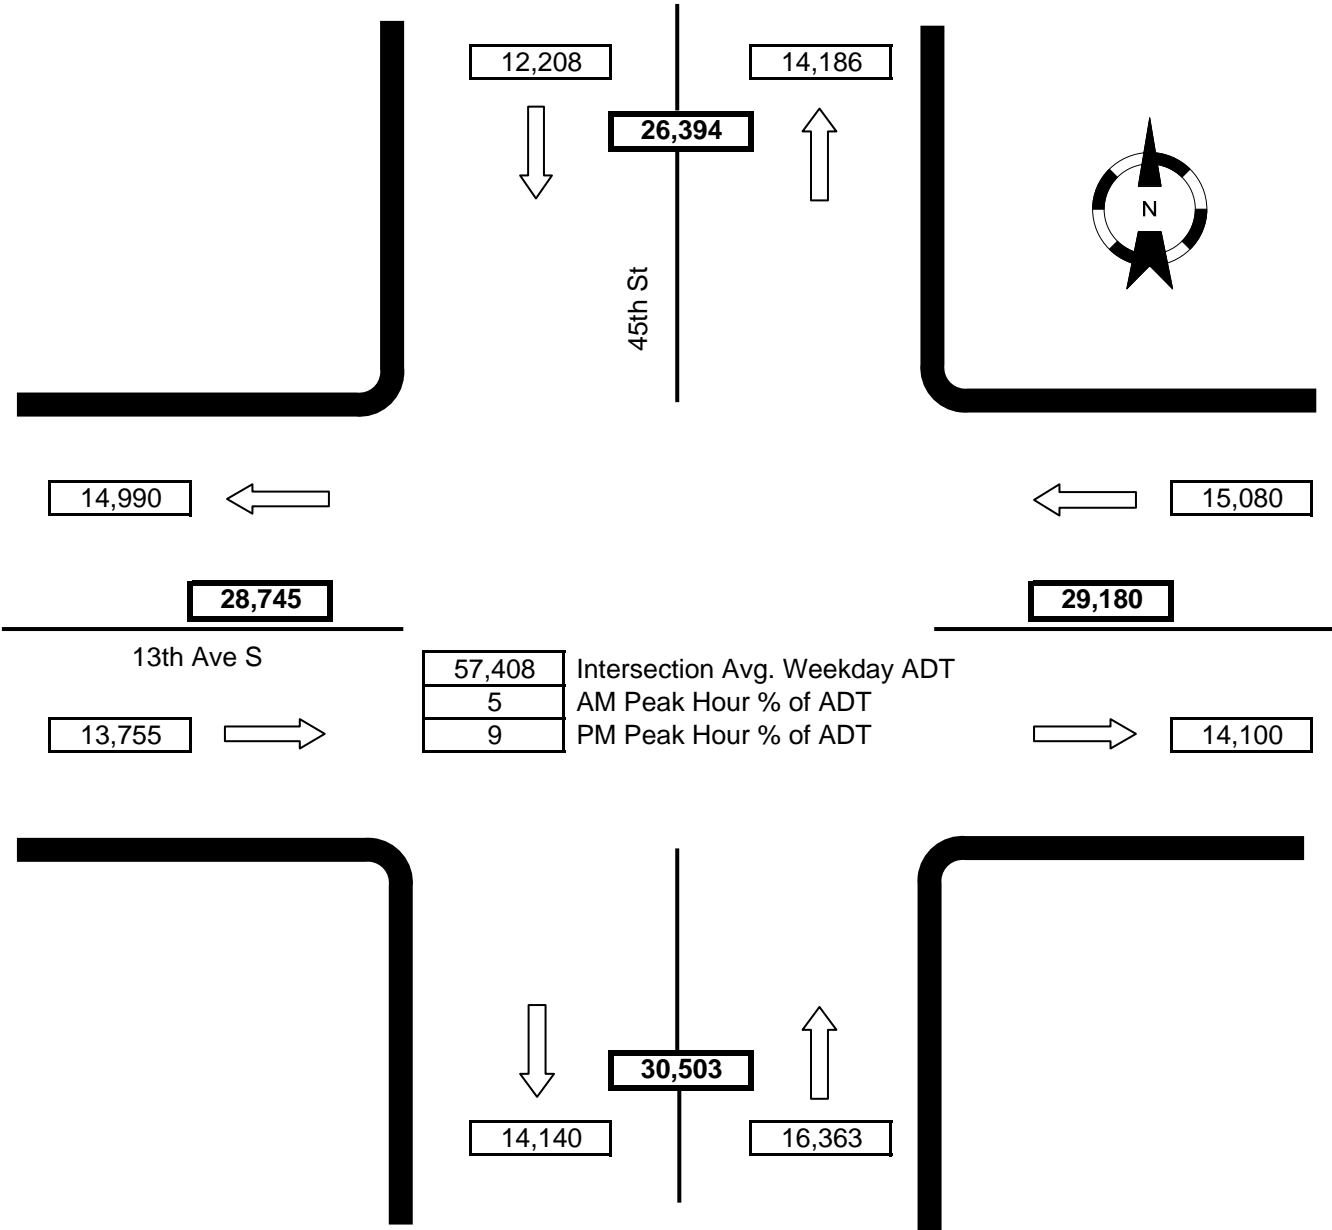 12,208
14,186
26,394
N
45th St
14,990
15,080
28,745
29,180
13th Ave S
57,408 Intersection Avg. Weekday ADT
5 AM Peak Hour % of ADT
9 PM Peak Hour % of ADT
13,755
14,100
30,503
14,140
16,363